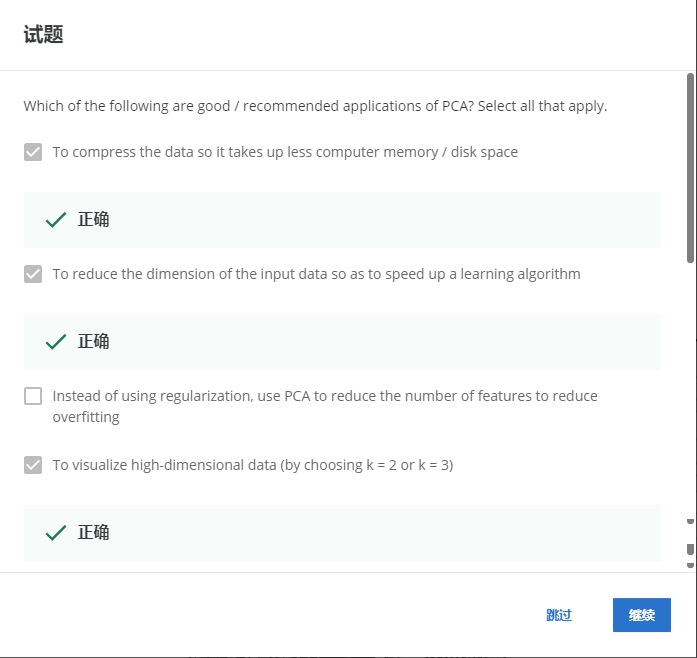 试题
Which of the following are good / recommended applications of PCA? Select all that apply.
To compress the data so it takes up less computer memory / disk space
正确
To reduce the dimension of the input data so as to speed up a learning algorithm
正确
Instead of using regularization, use PCA to reduce the number of features to reduce
overfitting
To visualize high-dimensional data (by choosing k = 2 or k = 3)
正确
跳过
继续